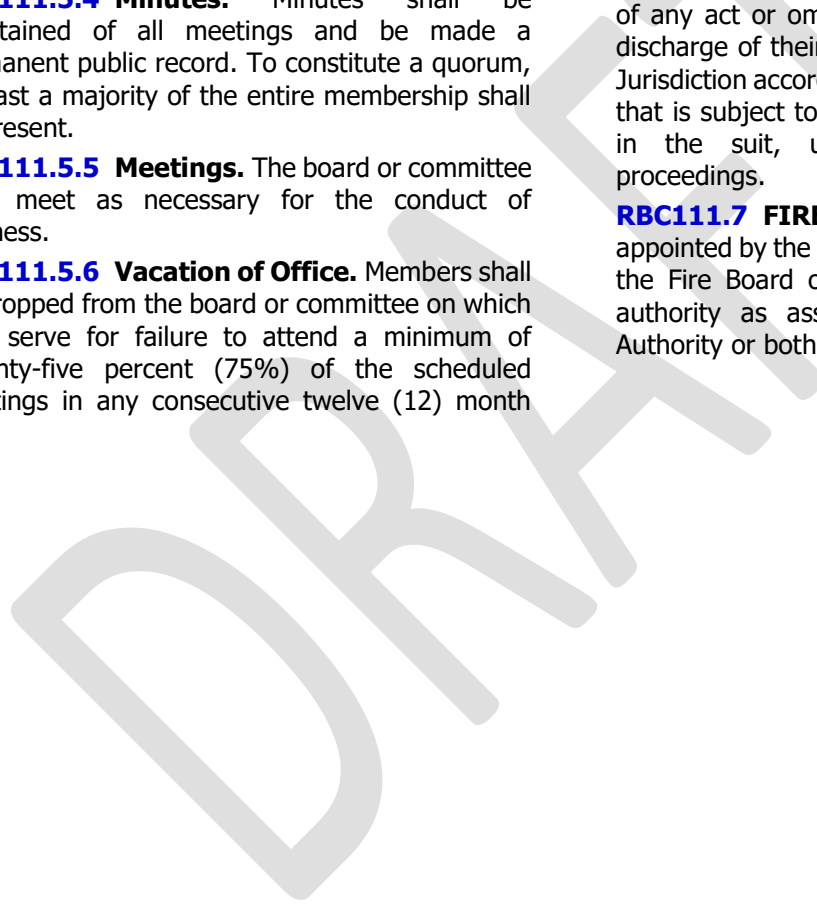 111.5.4 Minutes. Minutes shall be
tained of all meetings and be made a
manent public record. To constitute a quorum,
ast a majority of the entire membership shall
resent.
111.5.5 Meetings. The board or committee
meet as necessary for the conduct of
ness.
111.5.6 Vacation of Office. Members shall
ropped from the board or committee on which
serve for failure to attend a minimum of
nty-five percent (75%) of the scheduled
tings in any consecutive twelve (12) month
of any act or om
discharge of their
Jurisdiction accor
that is subject to
in the suit, u
proceedings.
RBC111.7 FIRE
appointed by the
the Fire Board o
authority as ass
Authority or both
DRAF